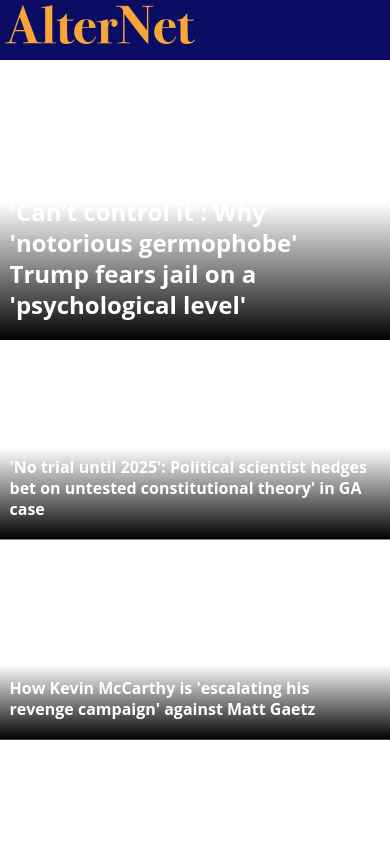 AlterNet
'Can't control it': Why
'notorious germophobe'
Trump fears jail on a
'psychological level'
'No trial until 2025': Political scientist hedges
bet on untested constitutional theory' in GA
case
How Kevin McCarthy is 'escalating his
revenge campaign' against Matt Gaetz